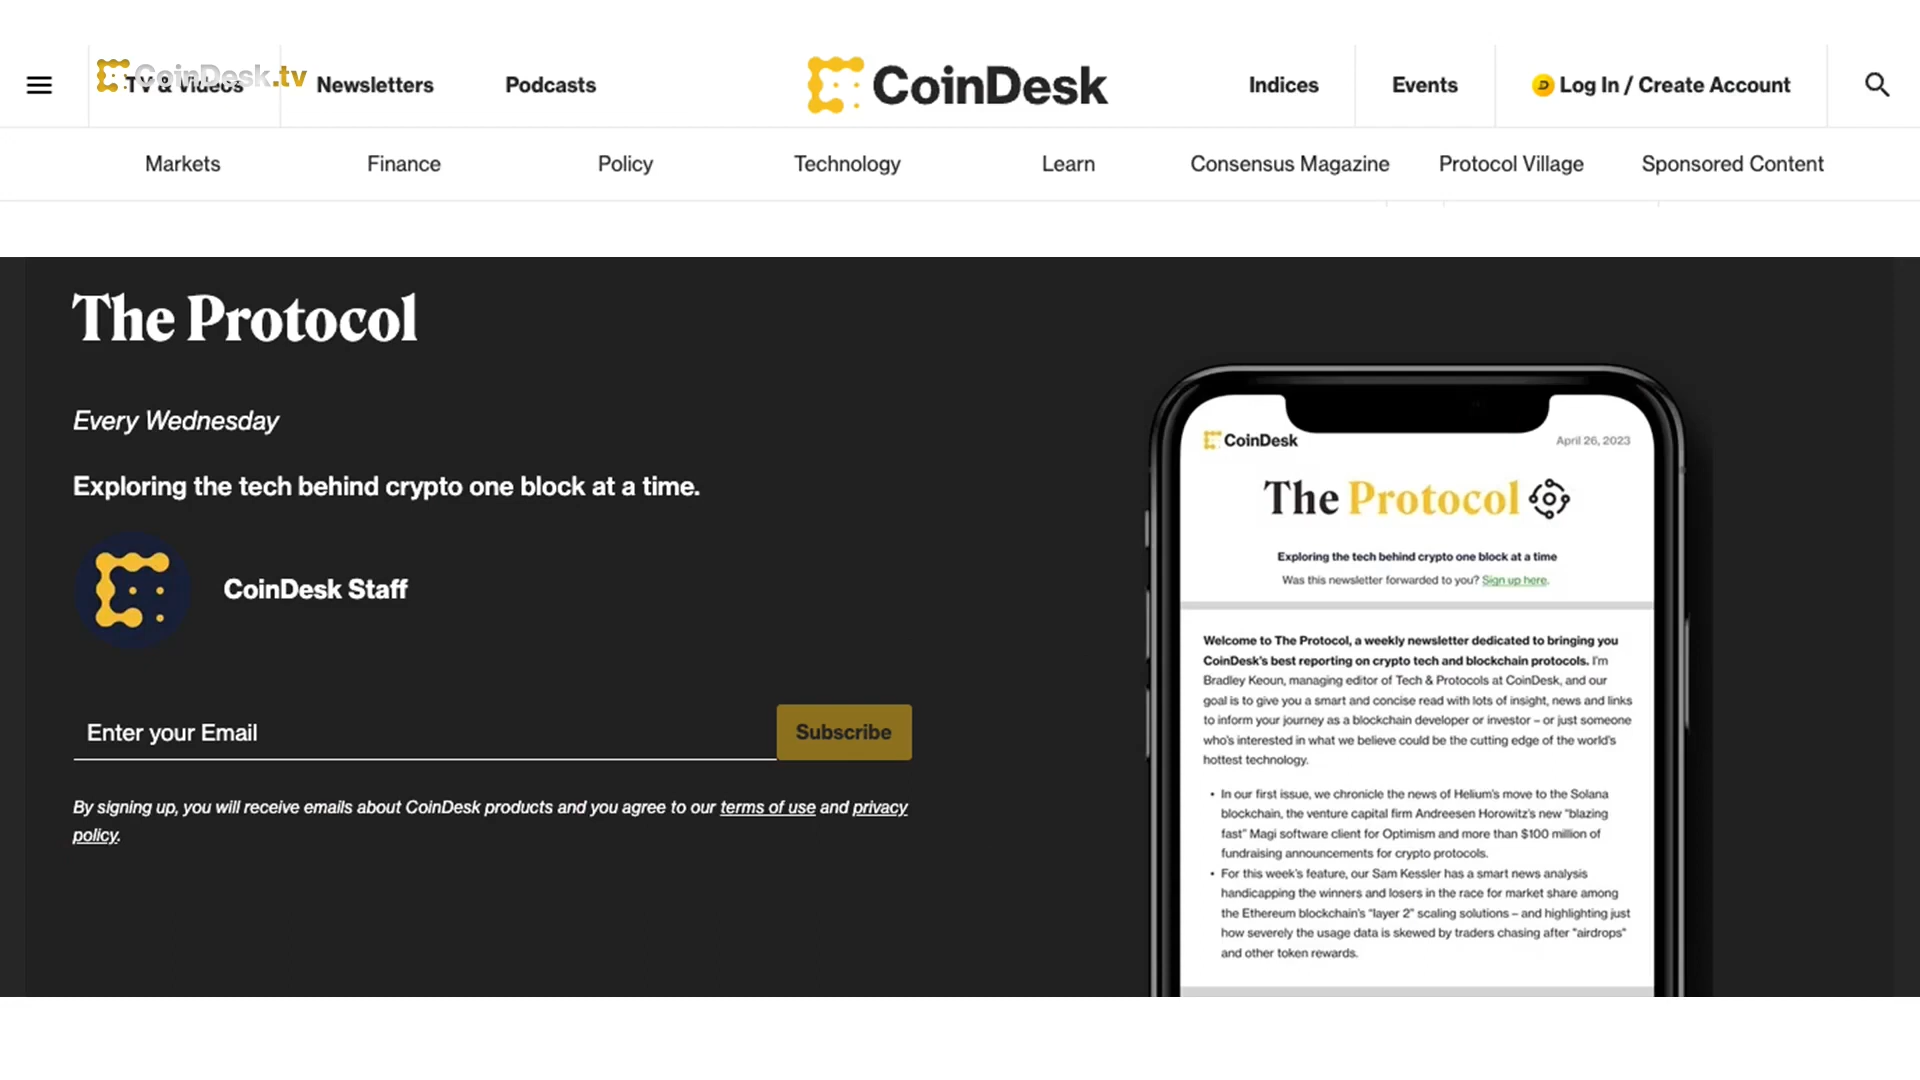 TV & Videos
CoinDesk.tv
Newsletters
Podcasts
CoinDesk
Indices
Events
Log In / Create Account
Markets
Finance
Policy
Technology
Learn
Consensus Magazine
Protocol Village
Sponsored Content
The Protocol
Every Wednesday
Exploring the tech behind crypto one block at a time.
CoinDesk Staff
Enter your Email
Subscribe
By signing up, you will receive emails about CoinDesk products and you agree to our terms of use and privacy
policy.
CoinDesk
April 26, 2023
The Protocol
Exploring the tech behind crypto one block at a time
Was this newsletter forwarded to you? Sign up here.
Welcome to The Protocol, a weekly newsletter dedicated to bringing you
CoinDesk's best reporting on crypto tech and blockchain protocols. I'm
Bradley Keoun, managing editor of Tech & Protocols at CoinDesk, and our
goal is to give you a smart and concise read with lots of insight, news and links
to inform your journey as a blockchain developer or investor – or just someone
who's interested in what we believe could be the cutting edge of the world's
hottest technology.
• In our first issue, we chronicle the news of Helium's move to the Solana
blockchain, the venture capital firm Andreesen Horowitz's new "blazing
fast" Magi software client for Optimism and more than $100 million of
fundraising announcements for crypto protocols.
• For this week's feature, our Sam Kessler has a smart news analysis
handicapping the winners and losers in the race for market share among
the Ethereum blockchain's "layer 2" scaling solutions – and highlighting just
how severely the usage data is skewed by traders chasing after "airdrops"
and other token rewards.